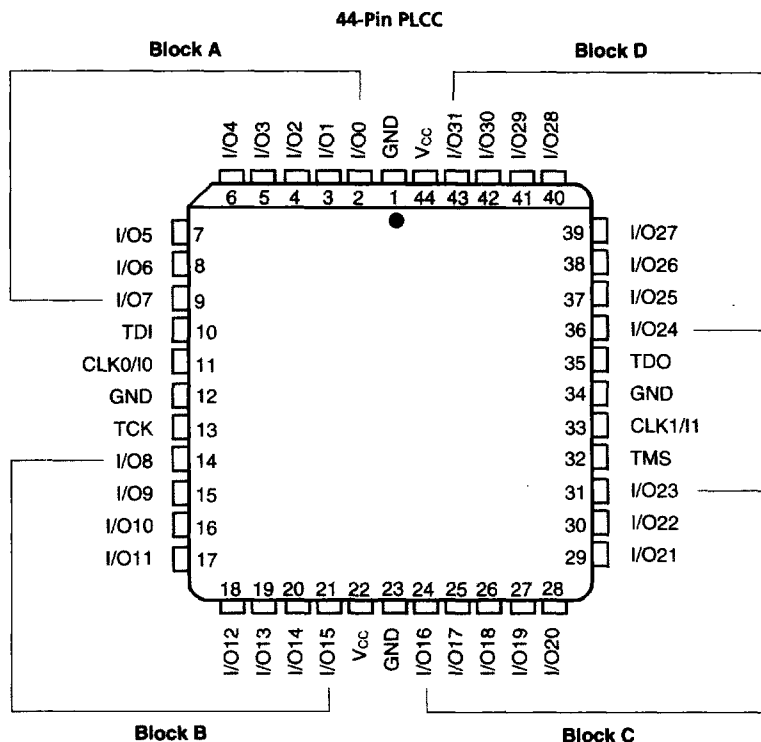 44-Pin PLCC
Block A
Block D
I/O4 I/O3 I/O2 I/O1 I/O0 GND Vcc I/O31 I/O30 I/O29 I/O28
6 5 4 3 2 1 44 43 42 41 40
I/O5 7 39 I/O27
I/O6 8 38 I/O26
I/O7 9 37 I/O25
TDI 10 36 I/O24
CLK0/I0 11 35 TDO
GND 12 34 GND
TCK 13 33 CLK1/I1
I/O8 14 32 TMS
I/O9 15 31 I/O23
I/O10 16 30 I/O22
I/O11 17 29 I/O21
18 19 20 21 22 23 24 25 26 27 28
I/O12 I/O13 I/O14 I/O15 Vcc GND I/O16 I/O17 I/O18 I/O19 I/O20
Block B
Block C